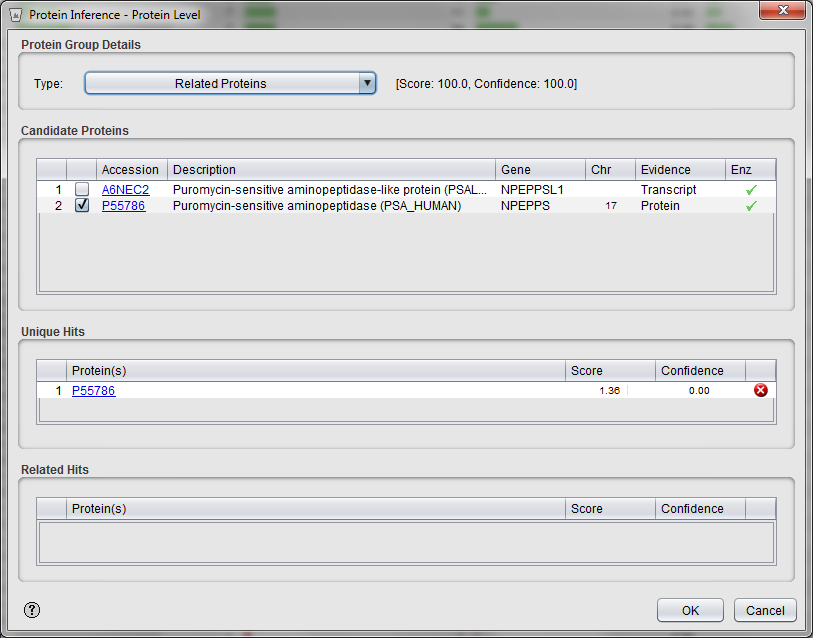 Protein Inference - Protein Level
Protein Group Details
Type: Related Proteins [Score: 100.0, Confidence: 100.0]
Candidate Proteins
Accession Description Gene Chr Evidence Enz
1 A6NEC2 Puromycin-sensitive aminopeptidase-like protein (PSAL... NPEPPSL1 Transcript
2 P55786 Puromycin-sensitive aminopeptidase (PSA_HUMAN) NPEPPS 17 Protein
Unique Hits
Protein(s) Score Confidence
1 P55786 1.36 0.00
Related Hits
Protein(s) Score Confidence
? OK Cancel